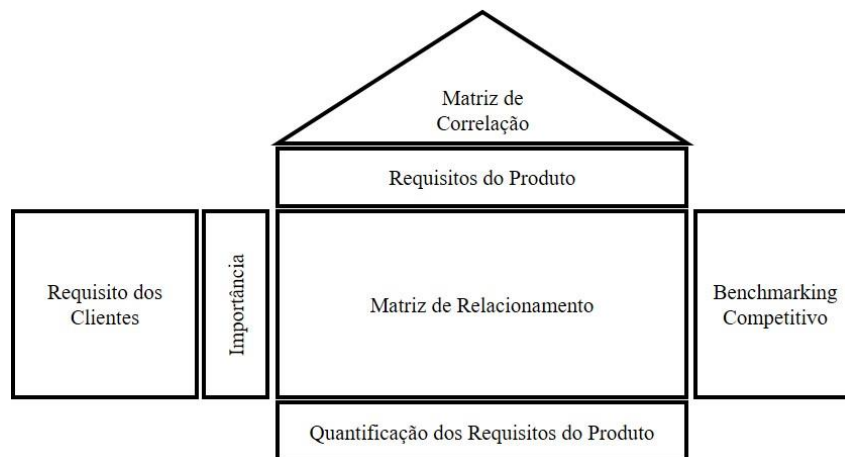 Matriz de
Correlação
Requisitos do Produto
Requisito dos
Clientes
Importância
Matriz de Relacionamento
Benchmarking
Competitivo
Quantificação dos Requisitos do Produto